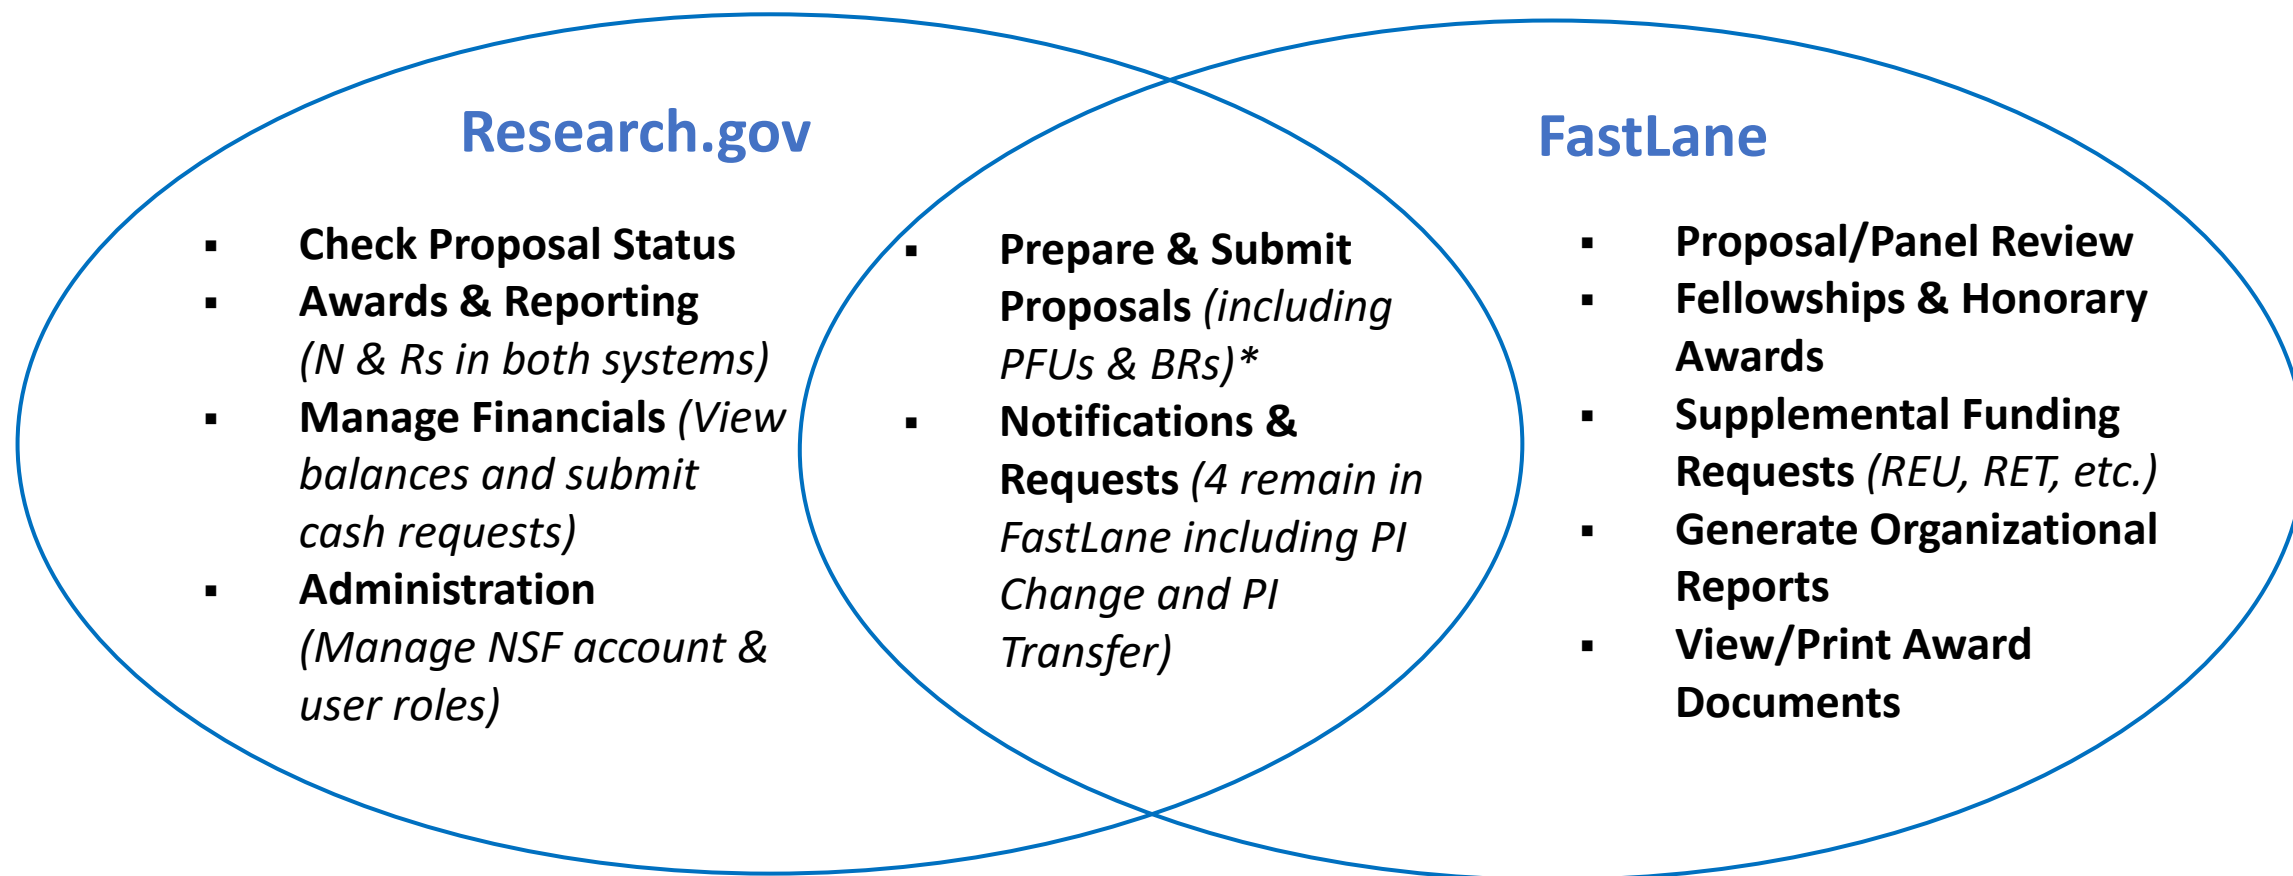 Research.gov
▪ Check Proposal Status
▪ Awards & Reporting
(N & Rs in both systems)
▪ Manage Financials (View
balances and submit
cash requests)
▪ Administration
(Manage NSF account &
user roles)
▪ Prepare & Submit
Proposals (including
PFUs & BRs)*
▪ Notifications &
Requests (4 remain in
FastLane including PI
Change and PI
Transfer)
FastLane
▪ Proposal/Panel Review
▪ Fellowships & Honorary
Awards
▪ Supplemental Funding
Requests (REU, RET, etc.)
▪ Generate Organizational
Reports
▪ View/Print Award
Documents